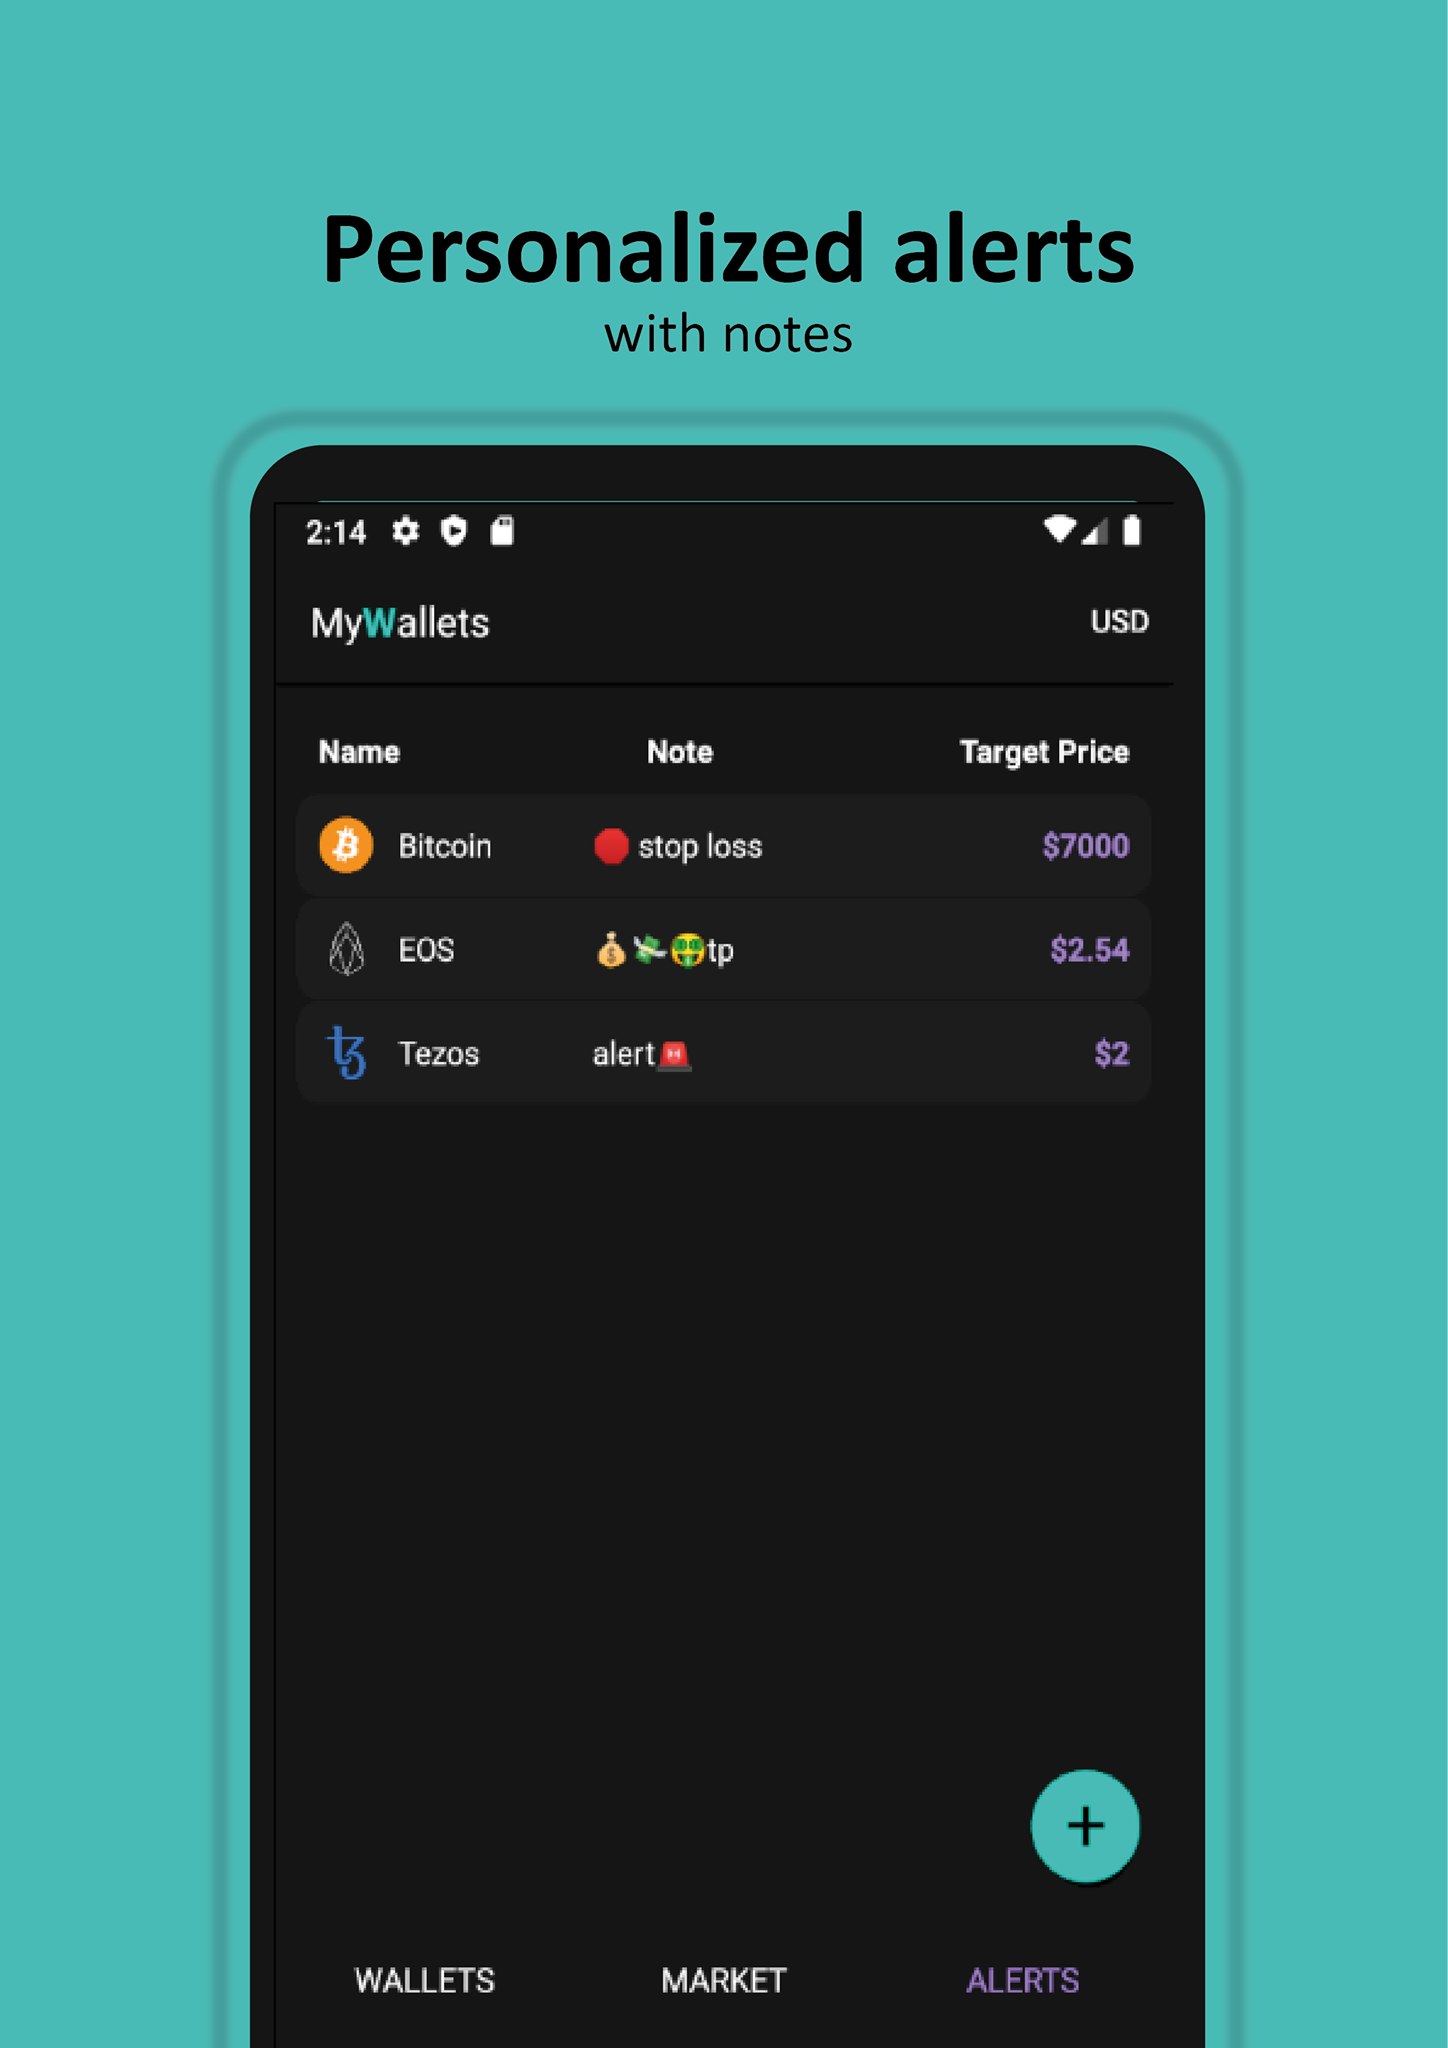 Personalized alerts
with notes
2:14
MyWallets USD
Name Note Target Price
Bitcoin 🛑 stop loss $7000
EOS 💰💸🤑tp $2.54
Tezos alert🚨 $2
+
WALLETS MARKET ALERTS